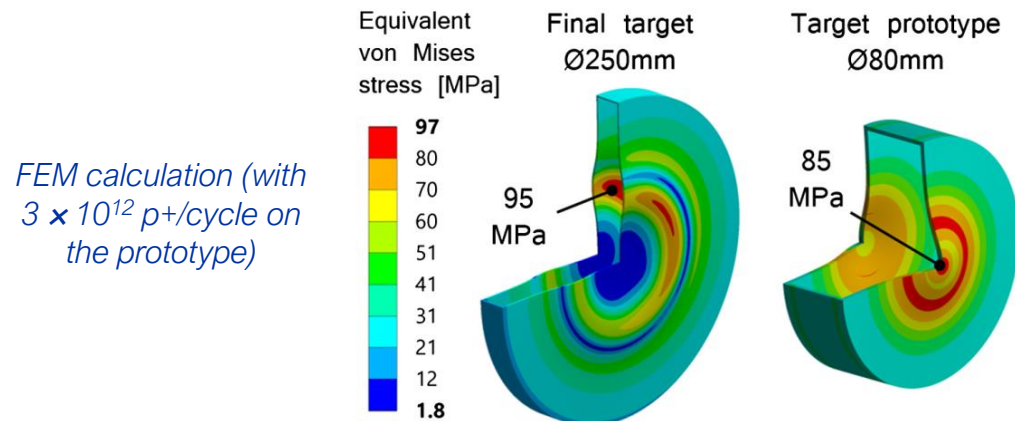 FEM calculation (with
3 × 10¹² p+/cycle on
the prototype)
Equivalent
von Mises
stress [MPa]
97
80
70
60
51
41
31
21
12
1.8
Final target
Ø250mm
95
MPa
Target prototype
Ø80mm
85
MPa